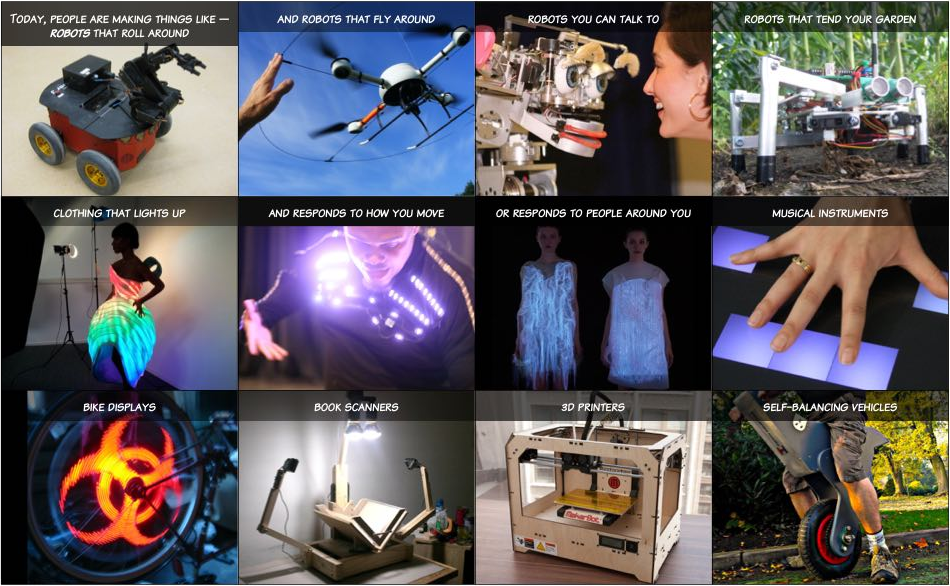 TODAY, PEOPLE ARE MAKING THINGS LIKE —
ROBOTS THAT ROLL AROUND
AND ROBOTS THAT FLY AROUND
ROBOTS YOU CAN TALK TO
ROBOTS THAT TEND YOUR GARDEN
CLOTHING THAT LIGHTS UP
AND RESPONDS TO HOW YOU MOVE
OR RESPONDS TO PEOPLE AROUND YOU
MUSICAL INSTRUMENTS
BIKE DISPLAYS
BOOK SCANNERS
3D PRINTERS
MakerBot
SELF-BALANCING VEHICLES